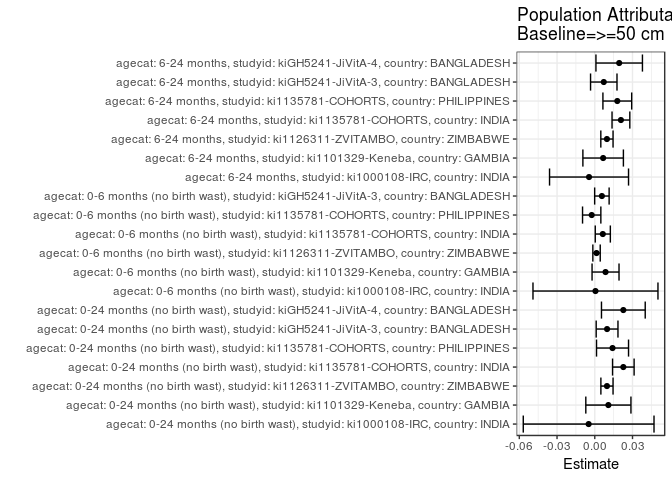 Population Attributa
Baseline=>=50 cm
agecat: 6-24 months, studyid: kiGH5241-JiVitA-4, country: BANGLADESH
agecat: 6-24 months, studyid: kiGH5241-JiVitA-3, country: BANGLADESH
agecat: 6-24 months, studyid: ki1135781-COHORTS, country: PHILIPPINES
agecat: 6-24 months, studyid: ki1135781-COHORTS, country: INDIA
agecat: 6-24 months, studyid: ki1126311-ZVITAMBO, country: ZIMBABWE
agecat: 6-24 months, studyid: ki1101329-Keneba, country: GAMBIA
agecat: 6-24 months, studyid: ki1000108-IRC, country: INDIA
agecat: 0-6 months (no birth wast), studyid: kiGH5241-JiVitA-3, country: BANGLADESH
agecat: 0-6 months (no birth wast), studyid: ki1135781-COHORTS, country: PHILIPPINES
agecat: 0-6 months (no birth wast), studyid: ki1135781-COHORTS, country: INDIA
agecat: 0-6 months (no birth wast), studyid: ki1126311-ZVITAMBO, country: ZIMBABWE
agecat: 0-6 months (no birth wast), studyid: ki1101329-Keneba, country: GAMBIA
agecat: 0-6 months (no birth wast), studyid: ki1000108-IRC, country: INDIA
agecat: 0-24 months (no birth wast), studyid: kiGH5241-JiVitA-4, country: BANGLADESH
agecat: 0-24 months (no birth wast), studyid: kiGH5241-JiVitA-3, country: BANGLADESH
agecat: 0-24 months (no birth wast), studyid: ki1135781-COHORTS, country: PHILIPPINES
agecat: 0-24 months (no birth wast), studyid: ki1135781-COHORTS, country: INDIA
agecat: 0-24 months (no birth wast), studyid: ki1126311-ZVITAMBO, country: ZIMBABWE
agecat: 0-24 months (no birth wast), studyid: ki1101329-Keneba, country: GAMBIA
agecat: 0-24 months (no birth wast), studyid: ki1000108-IRC, country: INDIA
-0.06 -0.03 0.00 0.03
Estimate